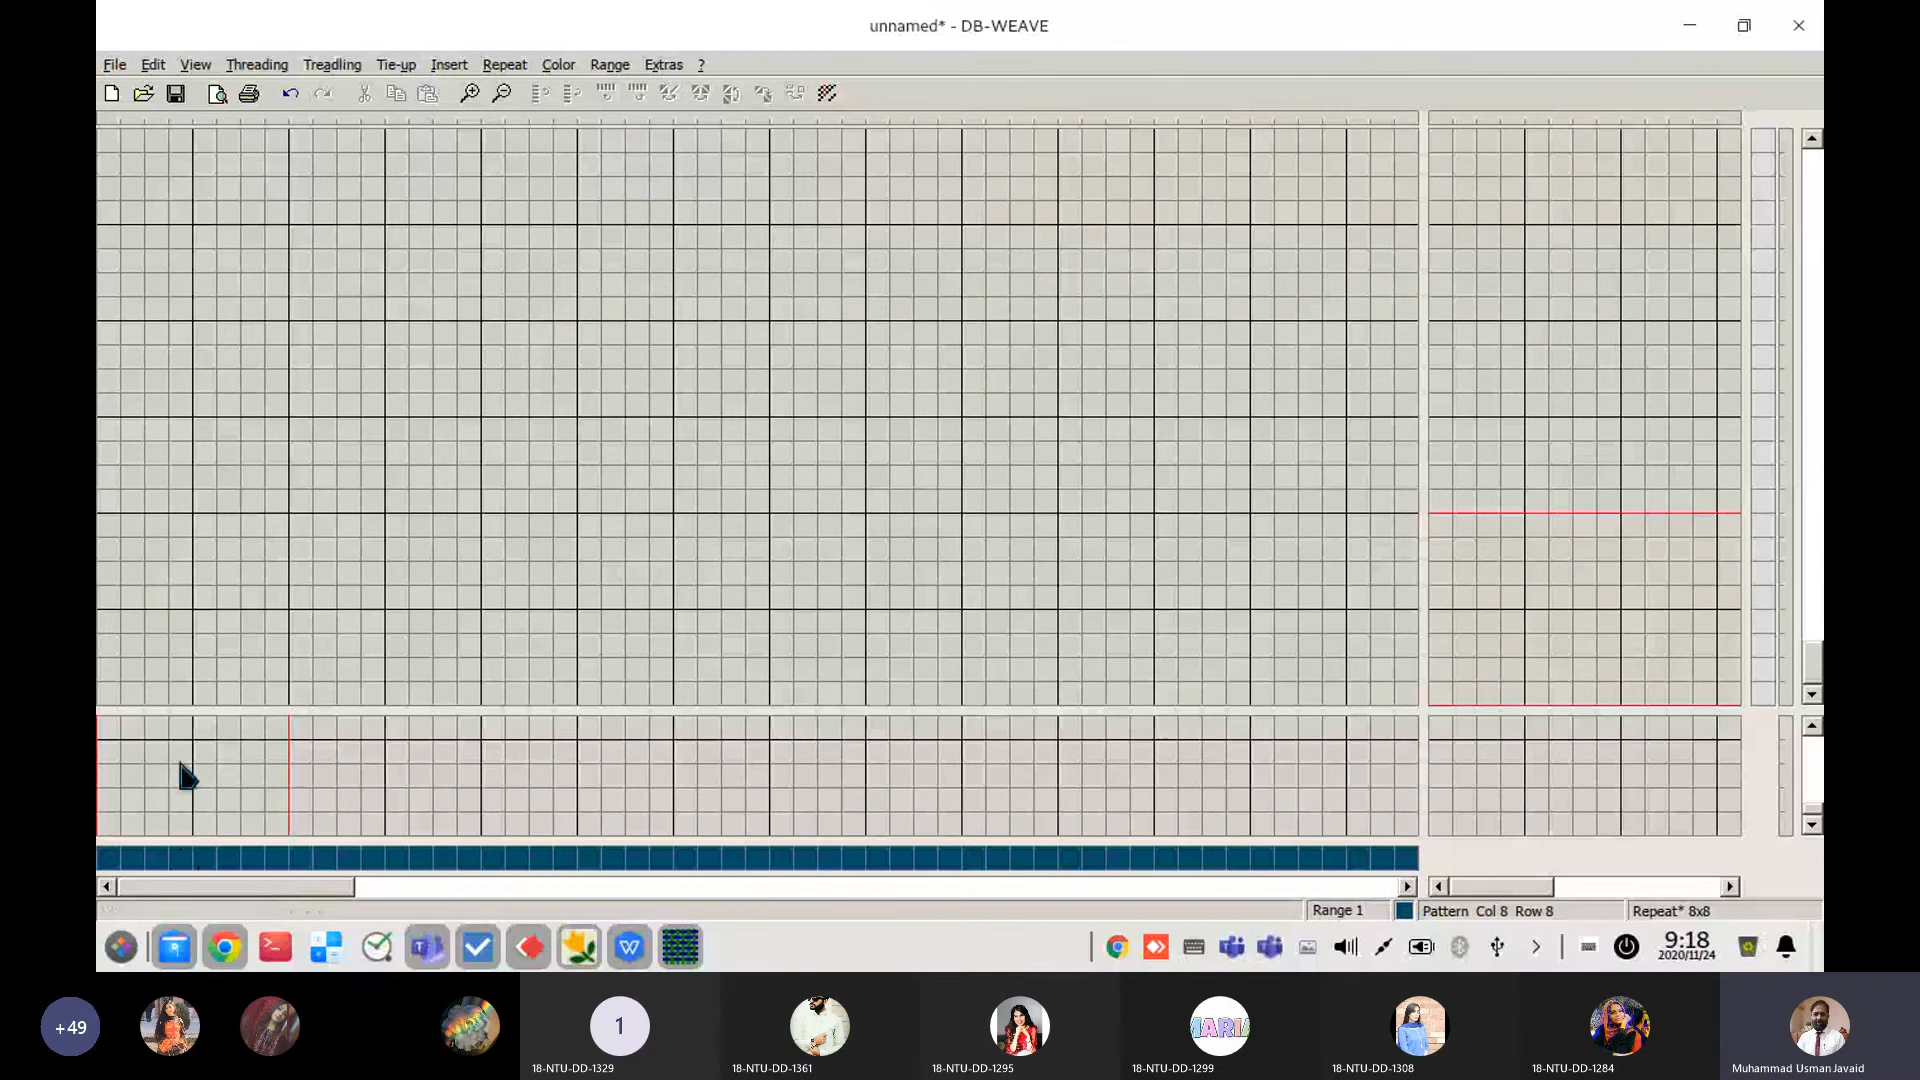 unnamed* - DB-WEAVE
File Edit View Threading Treadling Tie-up Insert Repeat Color Range Extras ?
Range 1 Pattern Col 8 Row 8 Repeat* 8x8
9:18
2020/11/24
+49
1
MARIA
18-NTU-DD-1329 18-NTU-DD-1361 18-NTU-DD-1295 18-NTU-DD-1299 18-NTU-DD-1308 18-NTU-DD-1284 Muhammad Usman Javaid